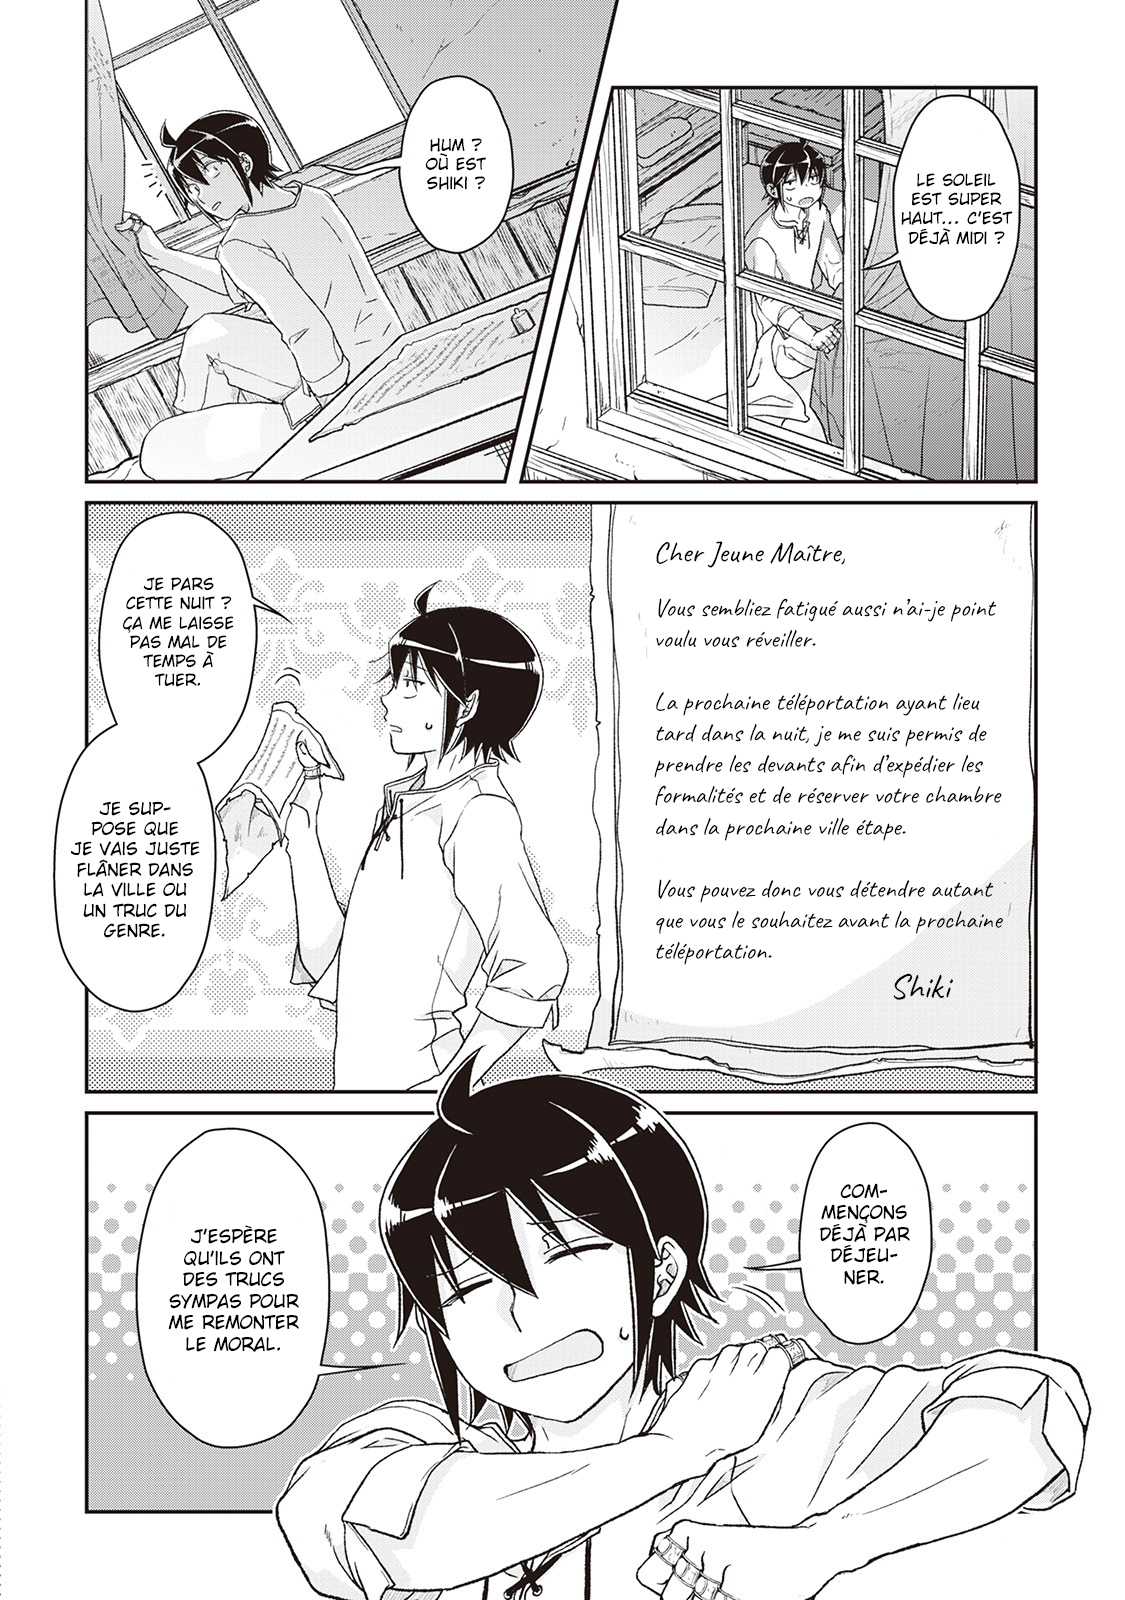 LE SOLEIL
EST SUPER
HAUT... C'EST
DÉJÀ MIDI ?
HUM ?
OÙ EST
SHIKI ?
Cher Jeune Maître,
Vous sembliez fatigué aussi n'ai-je point
voulu vous réveiller.
La prochaine téléportation ayant lieu
tard dans la nuit, je me suis permis de
prendre les devants afin d'expédier les
formalités et de réserver votre chambre
dans la prochaine ville étape.
Vous pouvez donc vous détendre autant
que vous le souhaitez avant la prochaine
téléportation.
Shiki
JE PARS
CETTE NUIT ?
ÇA ME LAISSE
PAS MAL DE
TEMPS À
TUER.
JE SUP-
POSE QUE
JE VAIS JUSTE
FLÂNER DANS
LA VILLE OU
UN TRUC DU
GENRE.
COM-
MENÇONS
DÉJÀ PAR
DÉJEU-
NER.
J'ESPÈRE
QU'ILS ONT
DES TRUCS
SYMPAS POUR
ME REMONTER
LE MORAL.